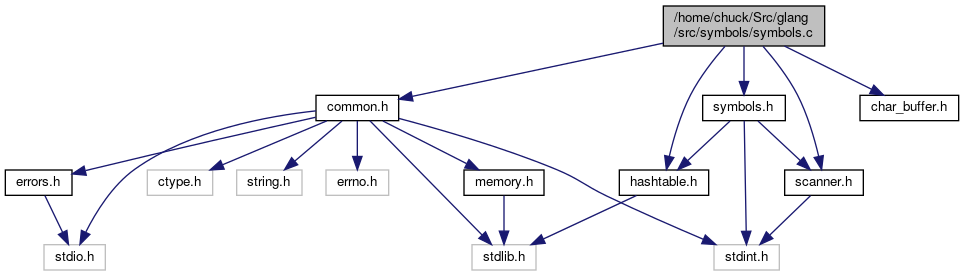 /home/chuck/Src/glang
/src/symbols/symbols.c
common.h
symbols.h
char_buffer.h
errors.h
ctype.h
string.h
errno.h
memory.h
hashtable.h
scanner.h
stdio.h
stdlib.h
stdint.h